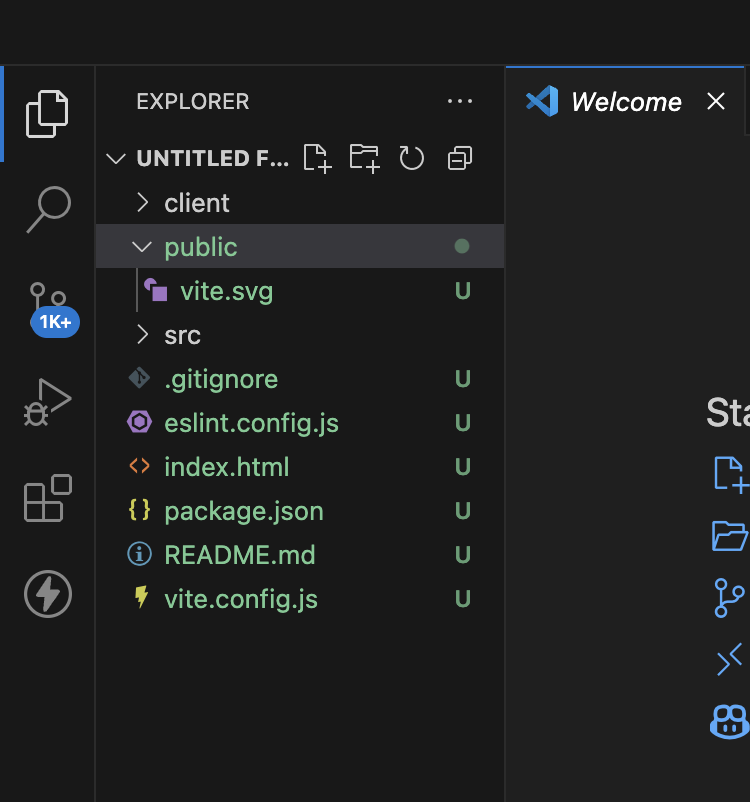 EXPLORER
Welcome
UNTITLED F...
client
public
vite.svg U
src
1K+
.gitignore U
eslint.config.js U
index.html U
package.json U
README.md U
vite.config.js U
Sta